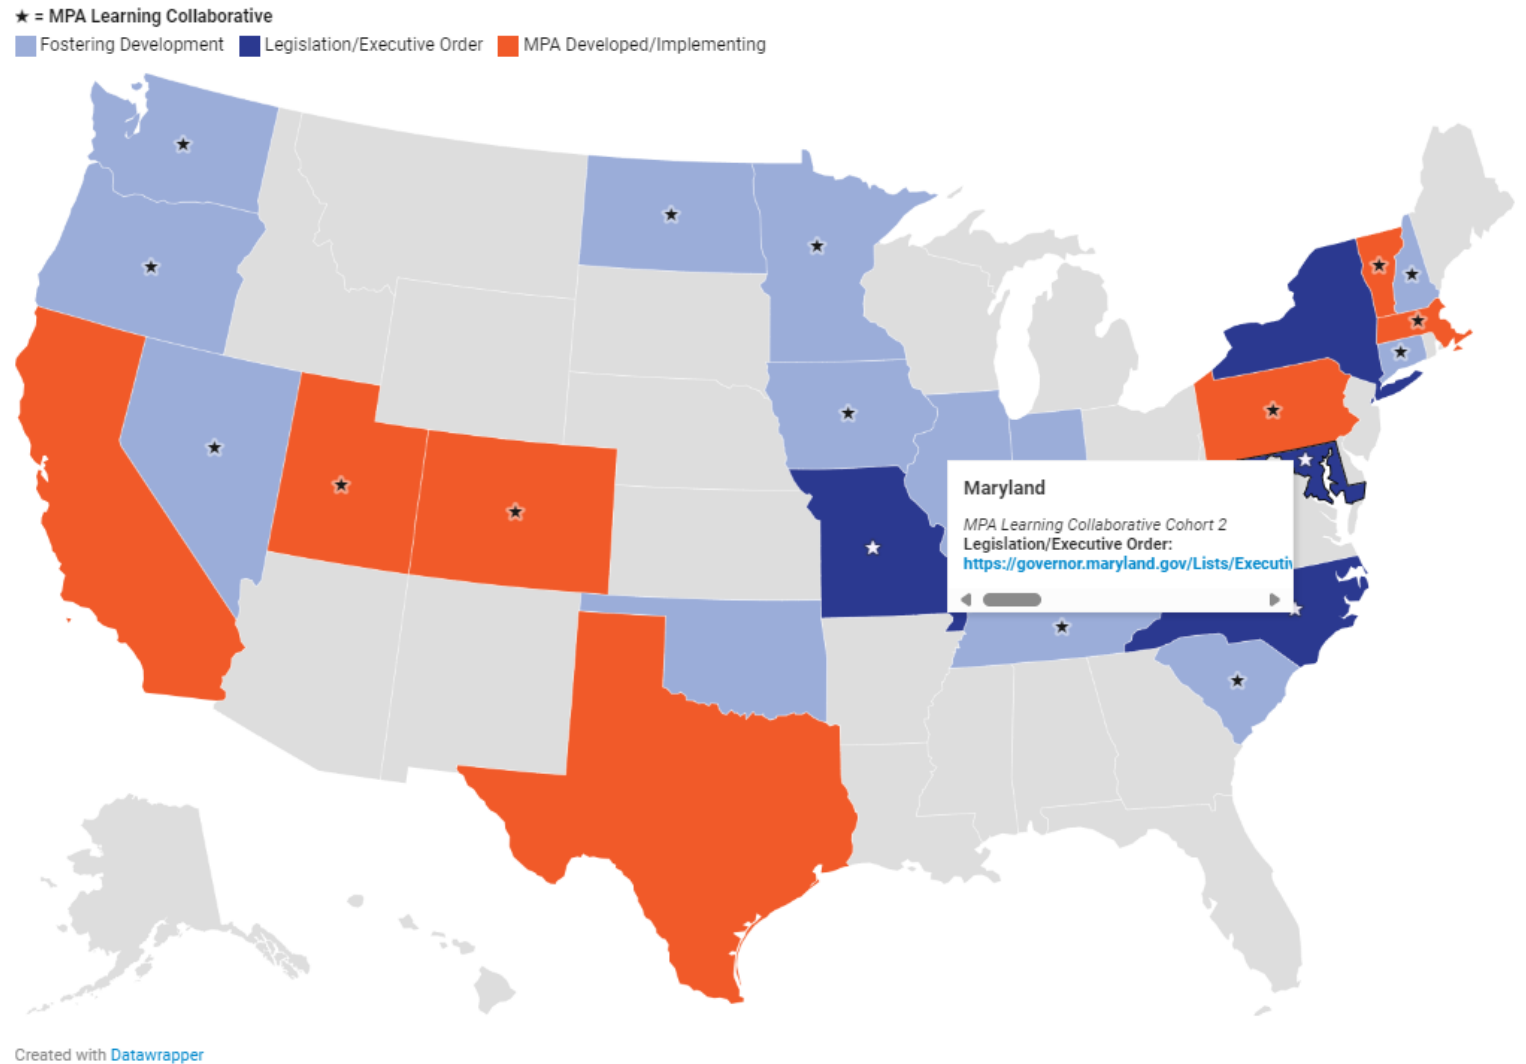 ★ = MPA Learning Collaborative
Fostering Development Legislation/Executive Order MPA Developed/Implementing
Maryland
MPA Learning Collaborative Cohort 2
Legislation/Executive Order:
https://governor.maryland.gov/Lists/Executiv
Created with Datawrapper